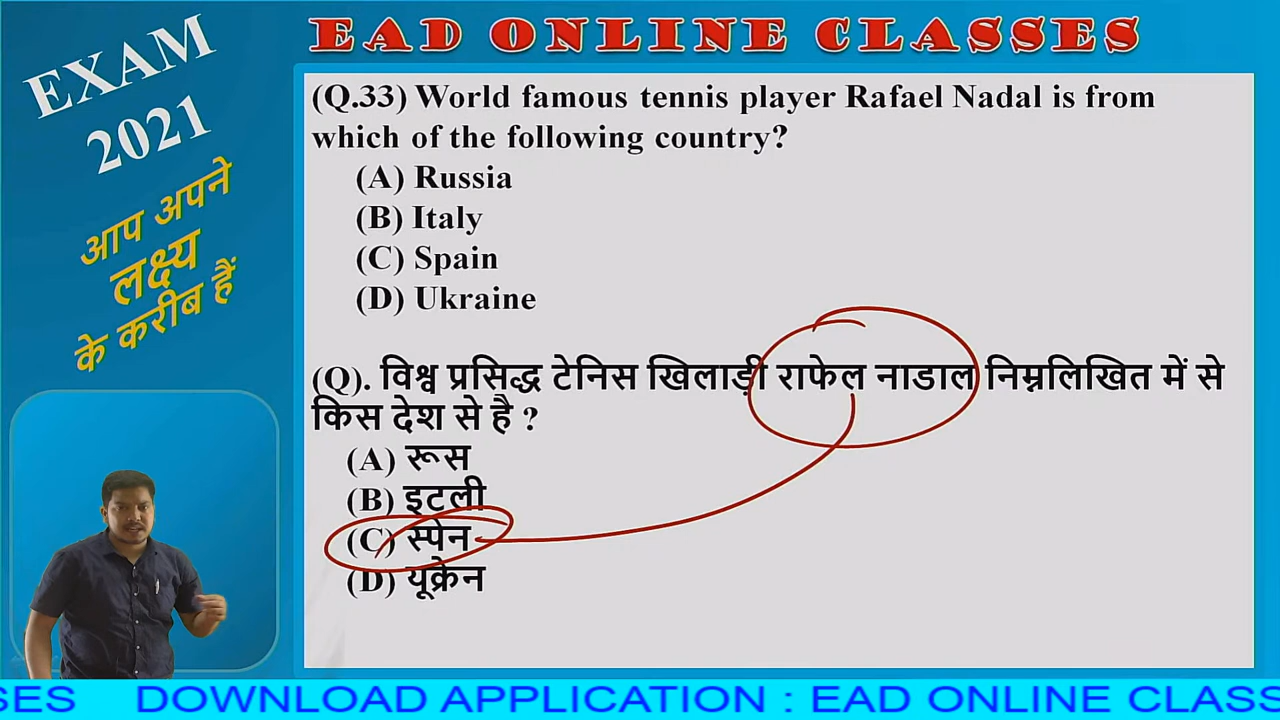 EAD ONLINE CLASSES
EXAM
2021
आप अपने
लक्ष्य
के करीब हैं
(Q.33) World famous tennis player Rafael Nadal is from
which of the following country?
(A) Russia
(B) Italy
(C) Spain
(D) Ukraine
(Q). विश्व प्रसिद्ध टेनिस खिलाड़ी राफेल नाडाल निम्नलिखित में से
किस देश से है ?
(A) रूस
(B) इटली
(C) स्पेन
(D) यूक्रेन
SES DOWNLOAD APPLICATION : EAD ONLINE CLASS